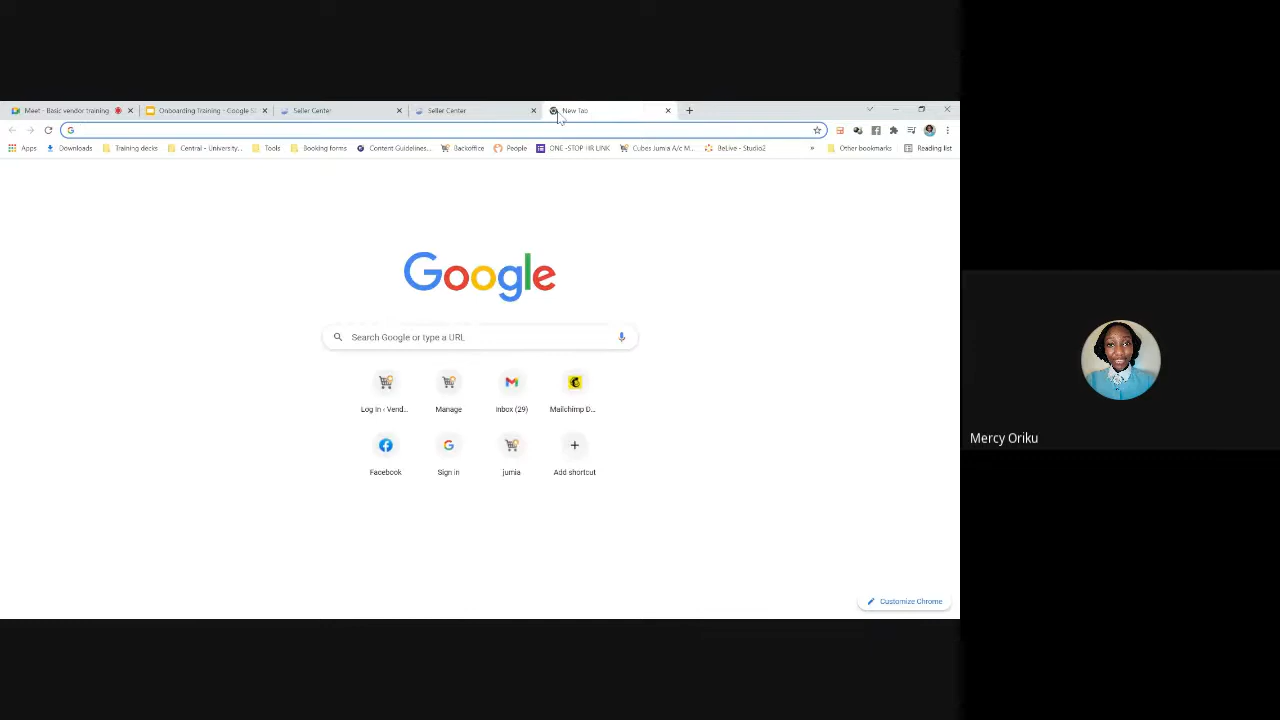 Meet - Basic vendor training
Onboarding Training - Google S
Seller Center
Seller Center
New Tab
Apps
Downloads
Training decks
Central - University...
Tools
Booking forms
Content Guidelines...
Backoffice
People
ONE -STOP HR LINK
Cubes Jumia A/c M...
BeLive - Studio2
»
Other bookmarks
Reading list
Google
Search Google or type a URL
Log In ‹ Vend...
Manage
Inbox (29)
Mailchimp D...
Facebook
Sign in
jumia
Add shortcut
Customize Chrome
Mercy Oriku